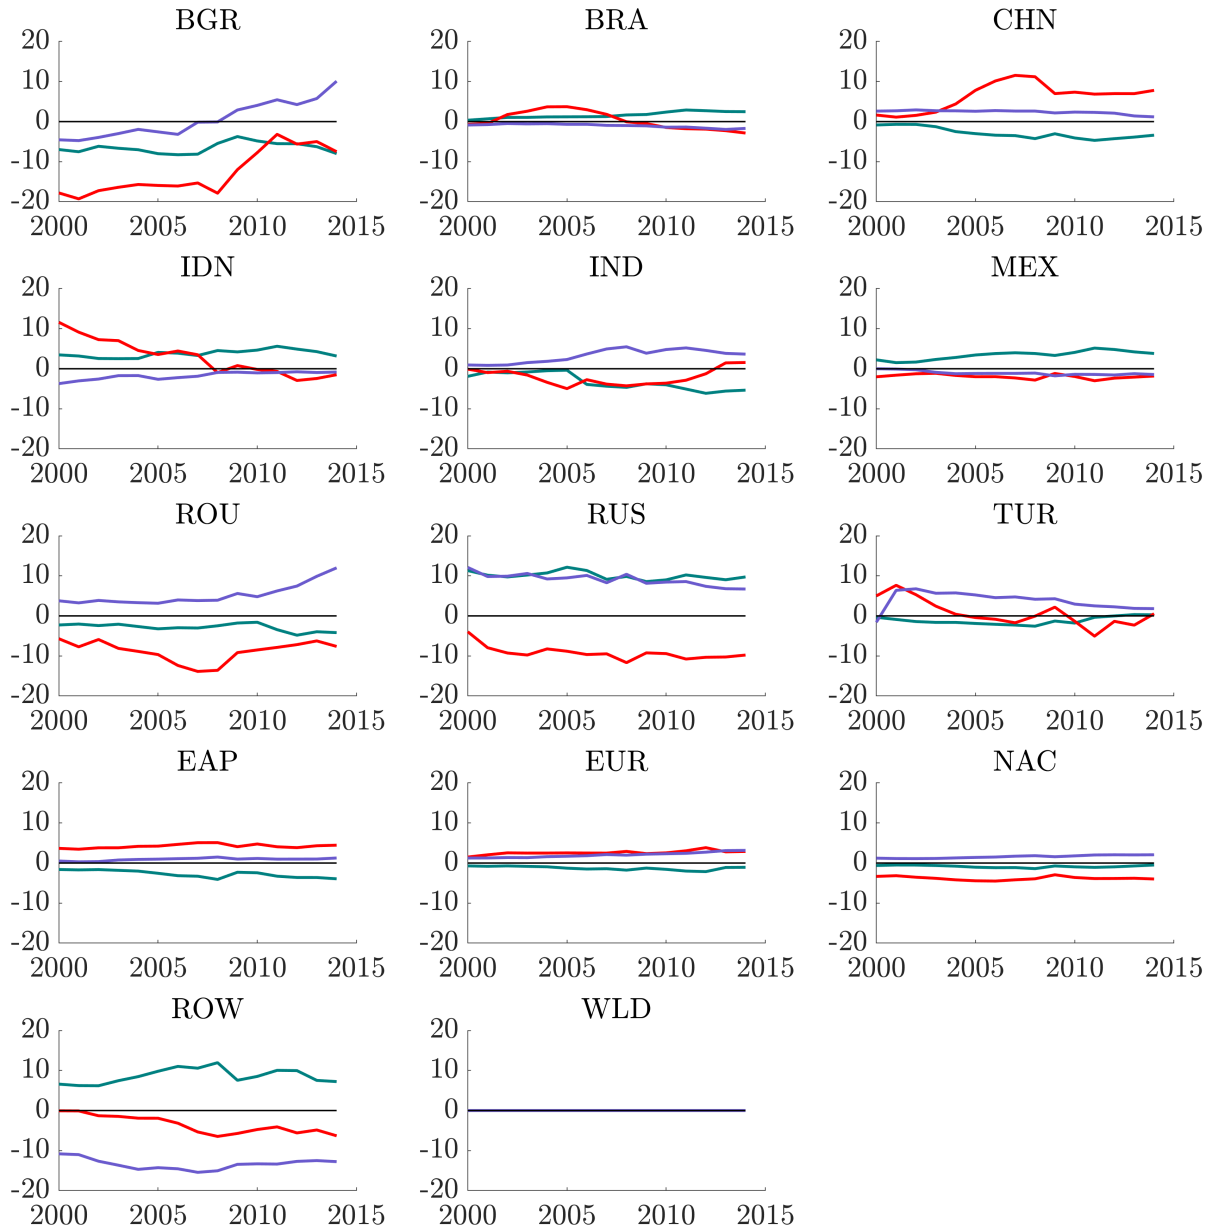 BGR BRA CHN
20 20 20
10 10 10
0 0 0
-10 -10 -10
-20 -20 -20
2000 2005 2010 2015 2000 2005 2010 2015 2000 2005 2010 2015
IDN IND MEX
20 20 20
10 10 10
0 0 0
-10 -10 -10
-20 -20 -20
2000 2005 2010 2015 2000 2005 2010 2015 2000 2005 2010 2015
ROU RUS TUR
20 20 20
10 10 10
0 0 0
-10 -10 -10
-20 -20 -20
2000 2005 2010 2015 2000 2005 2010 2015 2000 2005 2010 2015
EAP EUR NAC
20 20 20
10 10 10
0 0 0
-10 -10 -10
-20 -20 -20
2000 2005 2010 2015 2000 2005 2010 2015 2000 2005 2010 2015
ROW WLD
20 20
10 10
0 0
-10 -10
-20 -20
2000 2005 2010 2015 2000 2005 2010 2015